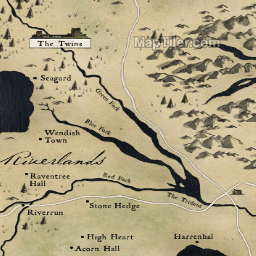 The Twins
MapTiler.com
Seagard
Green Fork
Blue Fork
Wendish
Town
Riverlands
Raventree
Hall
Red Fork
The Tridens
Stone Hedge
Riverrun
High Heart
Harrenhal
Acorn Hall